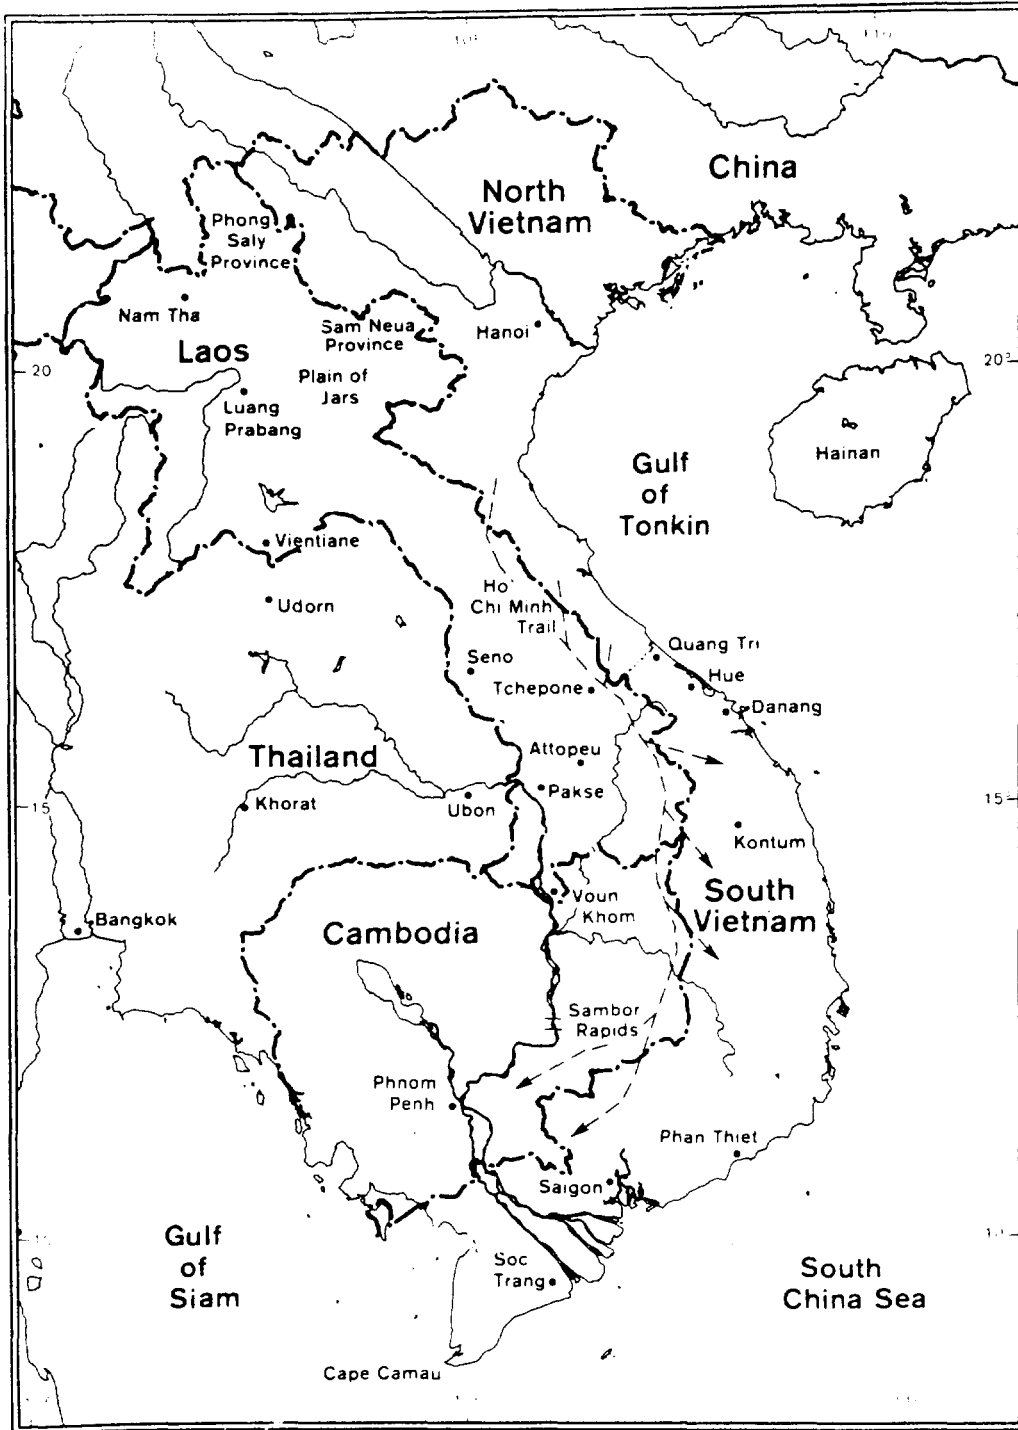 China
North
Vietnam
Phong
Saly
Province
Nam Tha
Sam Neua
Province
Hanoi
Laos
20
20°
Plain of
Jars
Luang
Prabang
Hainan
Gulf
of
Tonkin
Vientiane
Ho
Chi Minh
Trail
Udorn
Quang Tri
Seno
Hue
Tchepone
Danang
Attopeu
Thailand
Pakse
15
Khorat
Ubon
15°
Kontum
South
Vietnam
Voun
Khom
Bangkok
Cambodia
Sambor
Rapids
Phnom
Penh
Phan Thiet
Saigon
Gulf
of
Siam
Soc
Trang
South
China Sea
Cape Camau